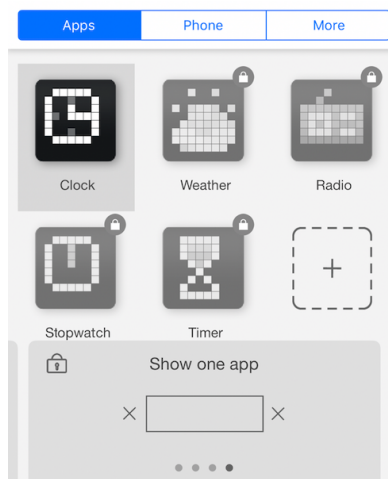 Apps Phone More
Clock Weather Radio
Stopwatch Timer
Show one app